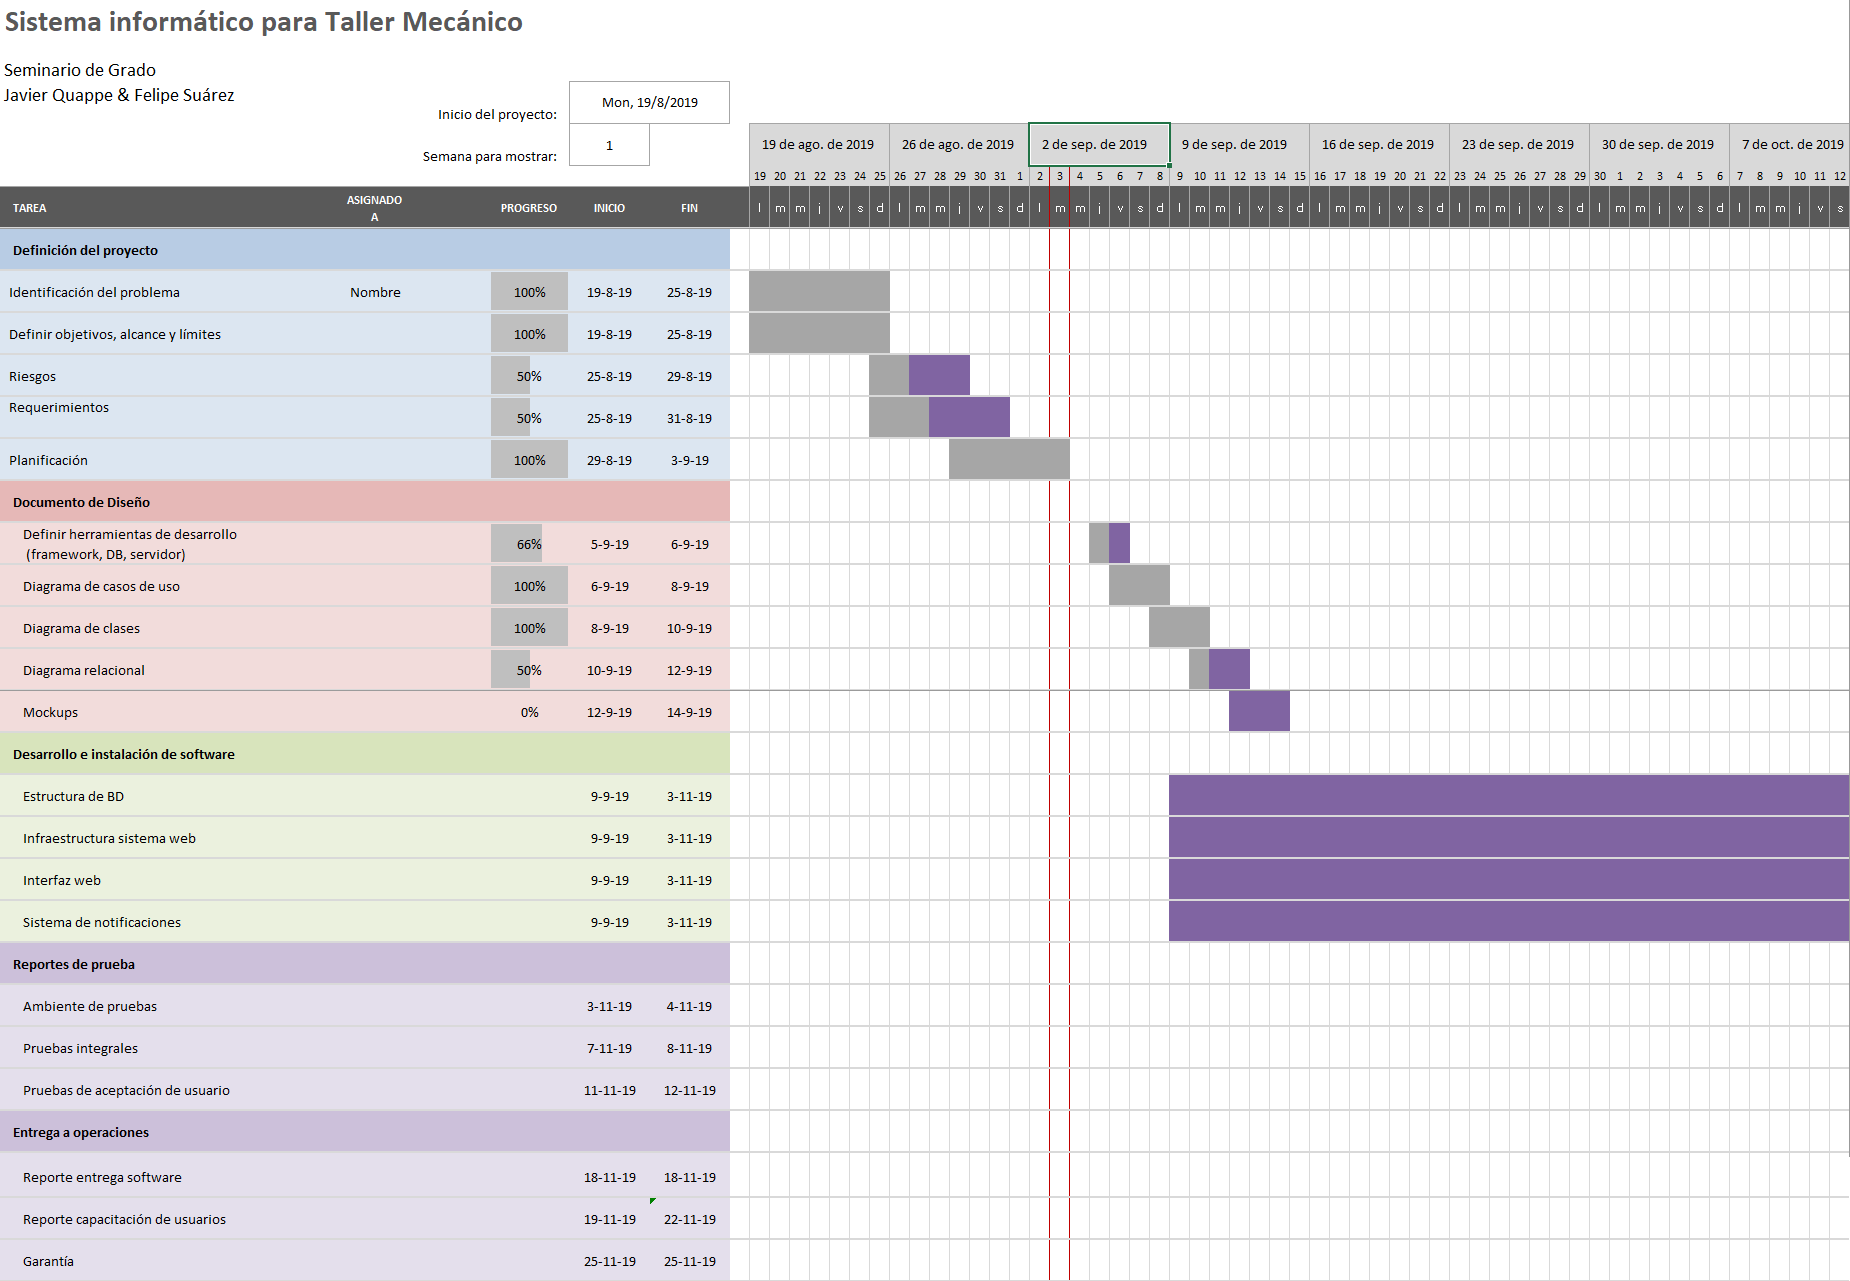 Sistema informático para Taller Mecánico
Seminario de Grado
Javier Quappe & Felipe Suárez
Inicio del proyecto: Mon, 19/8/2019
Semana para mostrar: 1
19 de ago. de 2019 26 de ago. de 2019 2 de sep. de 2019 9 de sep. de 2019 16 de sep. de 2019 23 de sep. de 2019 30 de sep. de 2019 7 de oct. de 2019
19 20 21 22 23 24 25 26 27 28 29 30 31 1 2 3 4 5 6 7 8 9 10 11 12 13 14 15 16 17 18 19 20 21 22 23 24 25 26 27 28 29 30 1 2 3 4 5 6 7 8 9 10 11 12
TAREA ASIGNADO A PROGRESO INICIO FIN l m m j v s d l m m j v s d l m m j v s d l m m j v s d l m m j v s d l m m j v s d l m m j v s d l m m j v s
Definición del proyecto
Identificación del problema Nombre 100% 19-8-19 25-8-19
Definir objetivos, alcance y límites 100% 19-8-19 25-8-19
Riesgos 50% 25-8-19 29-8-19
Requerimientos 50% 25-8-19 31-8-19
Planificación 100% 29-8-19 3-9-19
Documento de Diseño
Definir herramientas de desarrollo
(framework, DB, servidor) 66% 5-9-19 6-9-19
Diagrama de casos de uso 100% 6-9-19 8-9-19
Diagrama de clases 100% 8-9-19 10-9-19
Diagrama relacional 50% 10-9-19 12-9-19
Mockups 0% 12-9-19 14-9-19
Desarrollo e instalación de software
Estructura de BD 9-9-19 3-11-19
Infraestructura sistema web 9-9-19 3-11-19
Interfaz web 9-9-19 3-11-19
Sistema de notificaciones 9-9-19 3-11-19
Reportes de prueba
Ambiente de pruebas 3-11-19 4-11-19
Pruebas integrales 7-11-19 8-11-19
Pruebas de aceptación de usuario 11-11-19 12-11-19
Entrega a operaciones
Reporte entrega software 18-11-19 18-11-19
Reporte capacitación de usuarios 19-11-19 22-11-19
Garantía 25-11-19 25-11-19